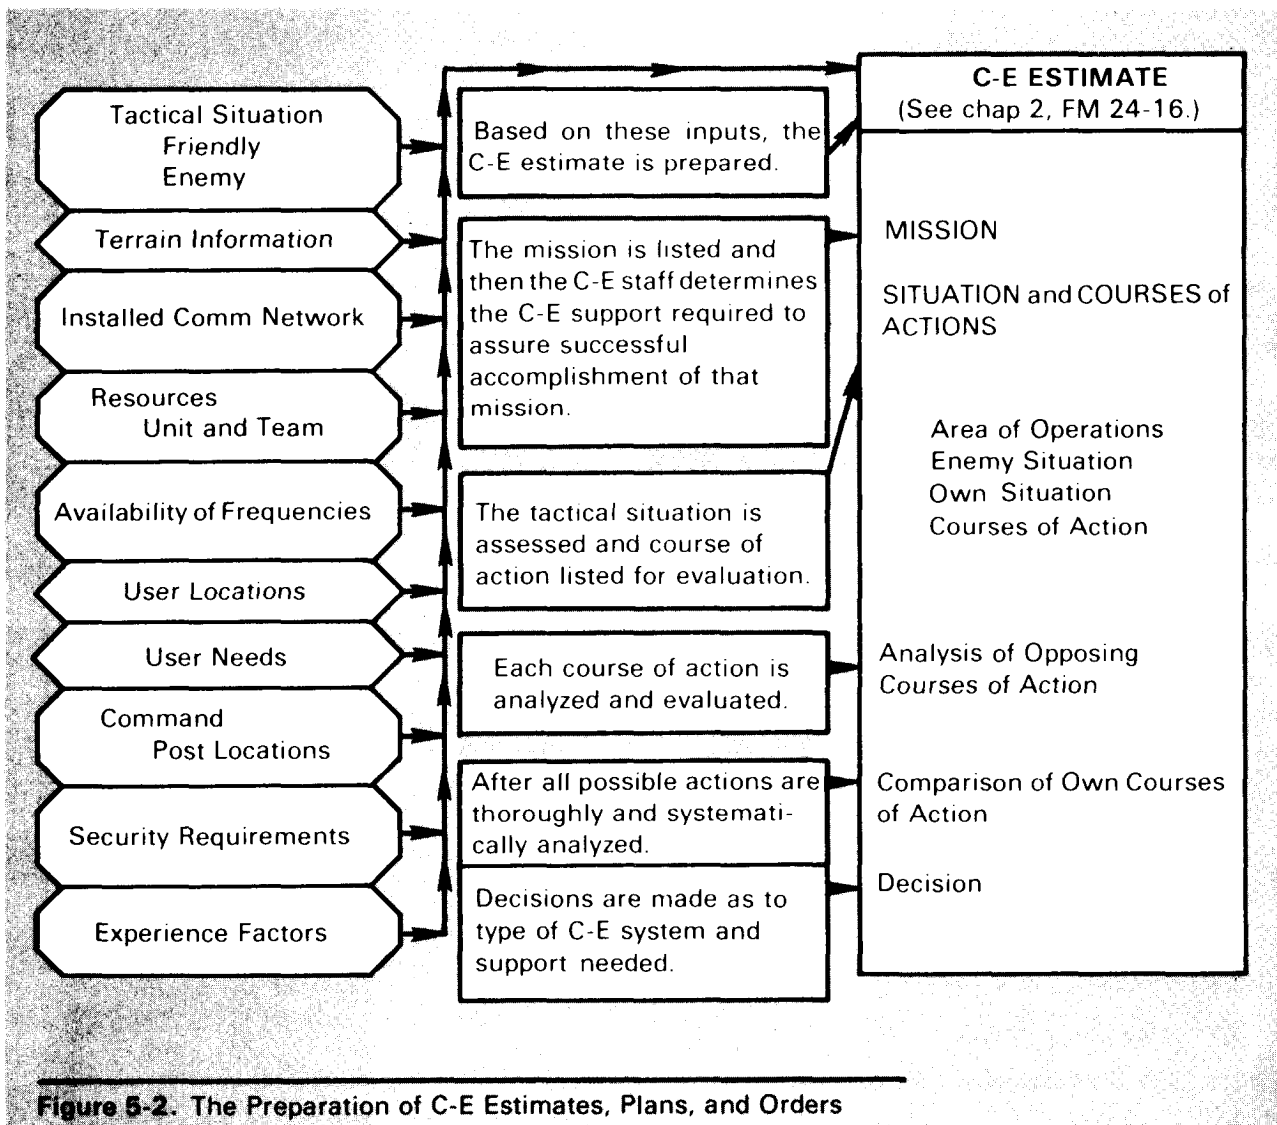 Tactical Situation
Friendly
Enemy
Terrain Information
Installed Comm Network
Resources
Unit and Team
Availability of Frequencies
User Locations
User Needs
Command
Post Locations
Security Requirements
Experience Factors
Based on these inputs, the
C-E estimate is prepared.
The mission is listed and
then the C-E staff determines
the C-E support required to
assure successful
accomplishment of that
mission.
The tactical situation is
assessed and course of
action listed for evaluation.
Each course of action is
analyzed and evaluated.
After all possible actions are
thoroughly and systemati-
cally analyzed.
Decisions are made as to
type of C-E system and
support needed.
C-E ESTIMATE
(See chap 2, FM 24-16.)
MISSION
SITUATION and COURSES of
ACTIONS
Area of Operations
Enemy Situation
Own Situation
Courses of Action
Analysis of Opposing
Courses of Action
Comparison of Own Courses
of Action
Decision
Figure 5-2. The Preparation of C-E Estimates, Plans, and Orders